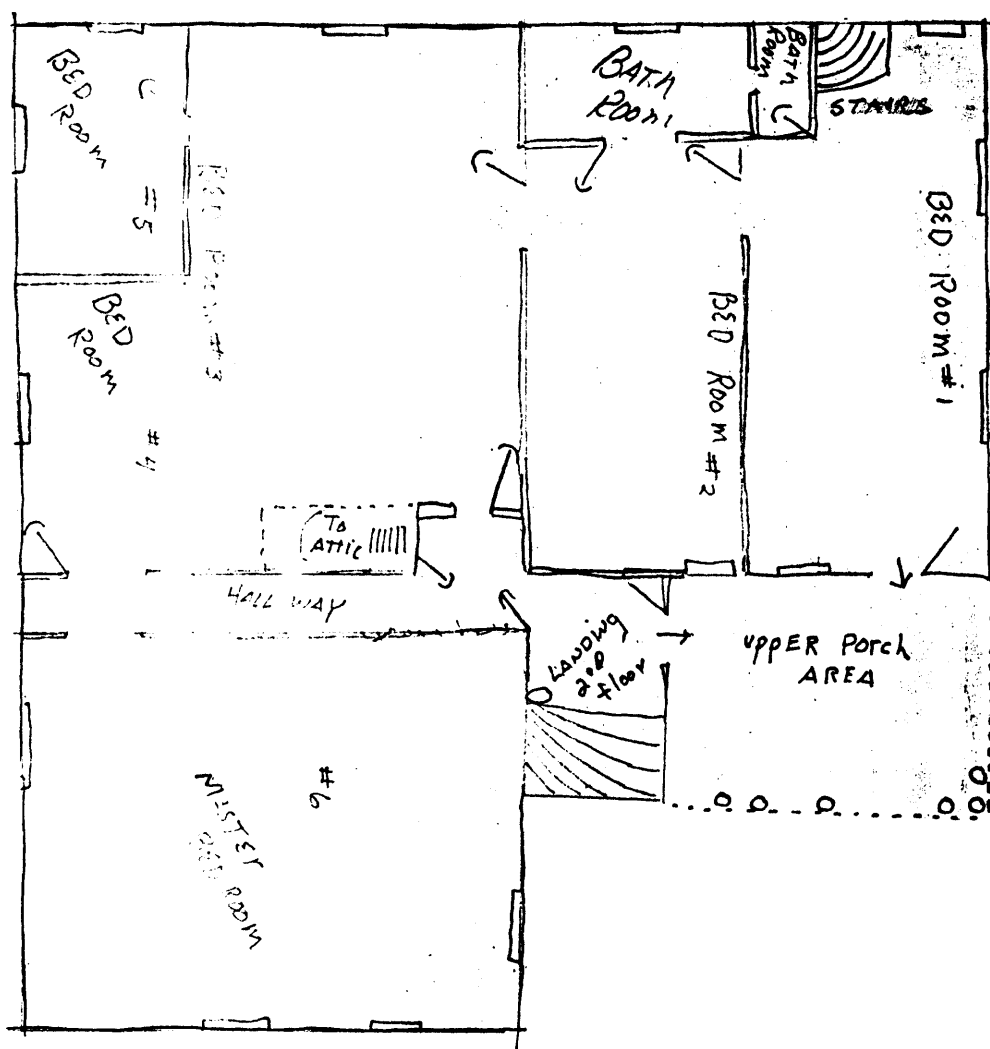 BED
ROOM
=5
BATH
ROOM
BATH
ROOM
STAIRS
BED ROOM #3
BED ROOM #1
BED
ROOM
#4
BED ROOM #2
TO
ATTIC
HALL WAY
LANDING
2nd
floor
UPPER Porch
AREA
#6
MASTER
BED ROOM